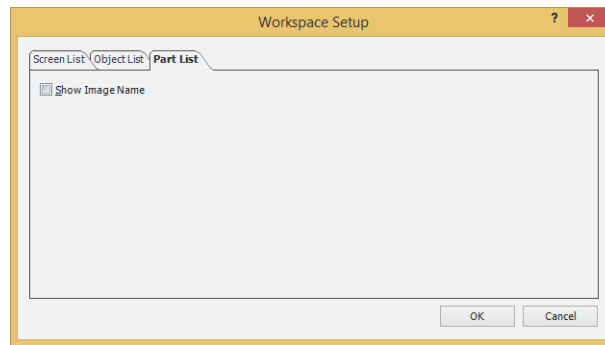 Workspace Setup
? ×
Screen List Object List Part List
Show Image Name
OK Cancel